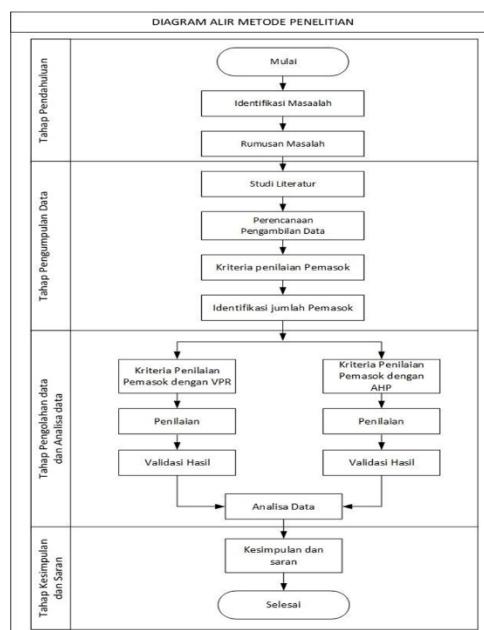 DIAGRAM ALIR METODE PENELITIAN
Tahap Pendahuluan
Mulai
Identifikasi Masaalah
Rumusan Masalah
Tahap Pengumpulan Data
Studi Literatur
Perencanaan
Pengambilan Data
Kriteria penilaian Pemasok
Identifikasi jumlah Pemasok
Tahap Pengolahan data
dan Analisa data
Kriteria Penilaian
Pemasok dengan VPR
Penilaian
Validasi Hasil
Kriteria Penilaian
Pemasok dengan
AHP
Penilaian
Validasi Hasil
Analisa Data
Tahap Kesimpulan
dan Saran
Kesimpulan dan
saran
Selesai